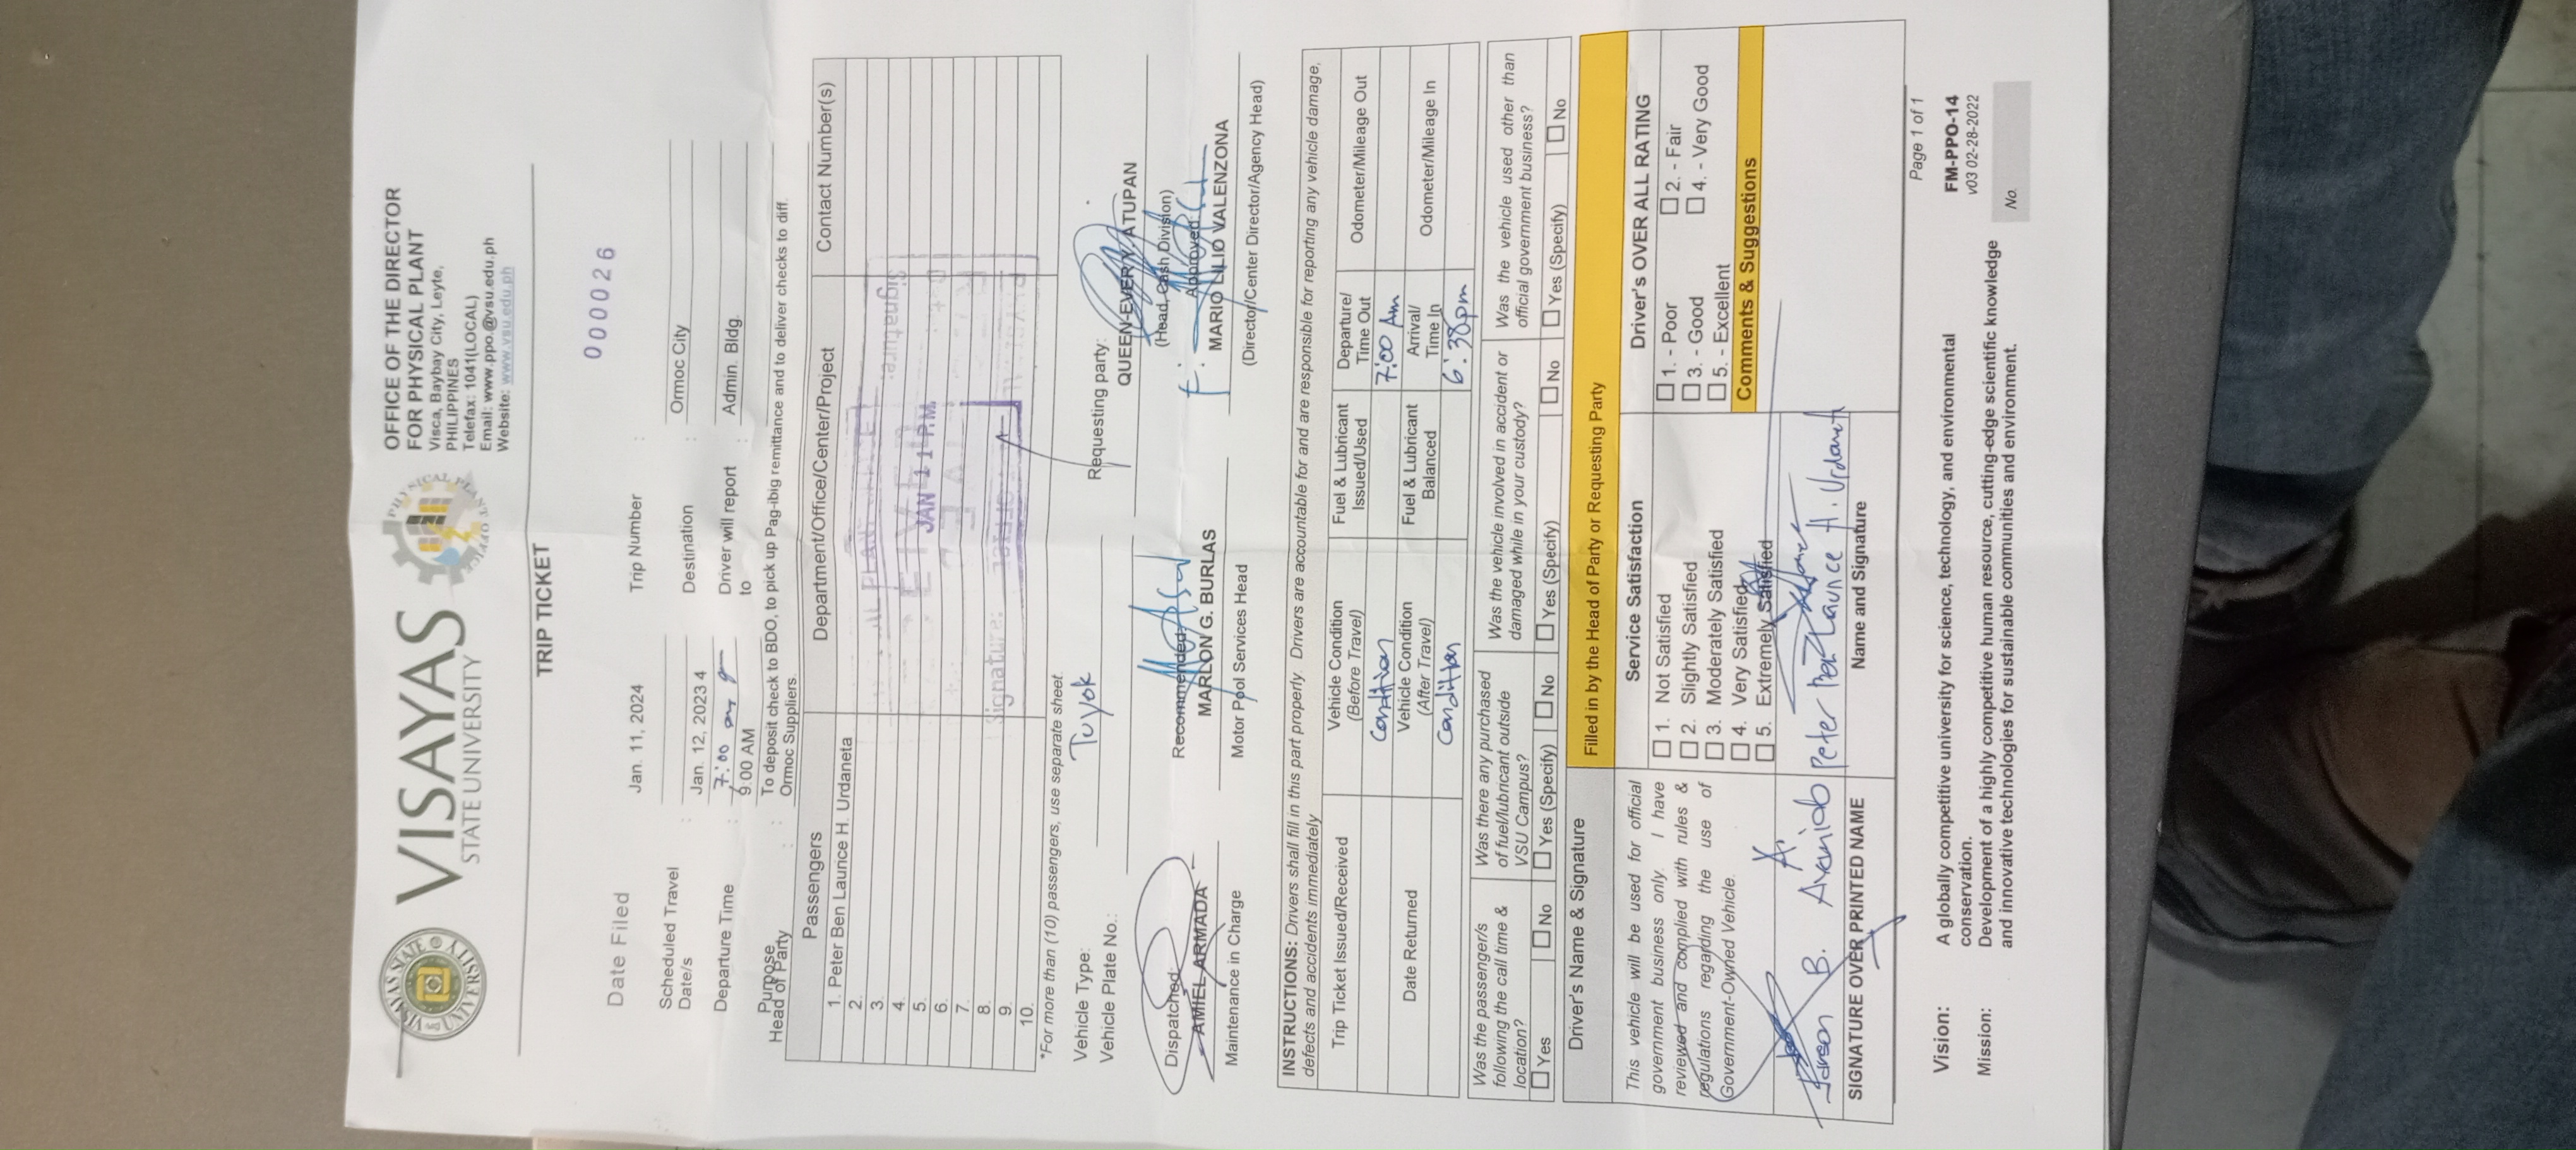 VISAYAS
STATE UNIVERSITY
OFFICE OF THE DIRECTOR
FOR PHYSICAL PLANT
Visca, Baybay City, Leyte,
PHILIPPINES
Telefax: 1041(LOCAL)
Email: www.ppo.@vsu.edu.ph
Website: www.vsu.edu.ph
TRIP TICKET
000026
Date Filed Jan. 11, 2024 Trip Number :
Scheduled Travel Date/s : Jan. 12, 2023 4 Destination : Ormoc City
Departure Time : 7:00 9:00 AM Driver will report to : Admin. Bldg.
Purpose : To deposit check to BDO, to pick up Pag-ibig remittance and to deliver checks to diff.
Head of Party Ormoc Suppliers.
Passengers Department/Office/Center/Project Contact Number(s)
1. Peter Ben Laurice H. Urdaneta
2.
3
4.
5.
6.
7.
8.
9.
10.
JAN 11 P.M.
Signature:
*For more than (10) passengers, use separate sheet.
Vehicle Type: Tuyok
Vehicle Plate No.:
Requesting party:
QUEEN-EVER Y. ATUPAN
(Head, Cash Division)
Dispatched: Recommended: Approved:
AMIEL ARMADA MARLON G. BURLAS MARIO LILIO VALENZONA
Maintenance in Charge Motor Pool Services Head (Director/Center Director/Agency Head)
INSTRUCTIONS: Drivers shall fill in this part properly. Drivers are accountable for and are responsible for reporting any vehicle damage,
defects and accidents immediately
Trip Ticket Issued/Received Vehicle Condition (Before Travel) Fuel & Lubricant Issued/Used Departure/ Time Out Odometer/Mileage Out
Condition 7:00 Am
Date Returned Vehicle Condition (After Travel) Fuel & Lubricant Balanced Arrival/ Time In Odometer/Mileage In
Condition 6:30pm
Was the passenger/s following the call time & location? Was there any purchased of fuel/lubricant outside VSU Campus? Was the vehicle involved in accident or damaged while in your custody? Was the vehicle used other than official government business?
Yes No Yes (Specify) No Yes (Specify) No Yes (Specify) No
Driver's Name & Signature Filled in by the Head of Party or Requesting Party
Service Satisfaction Driver's OVER ALL RATING
This vehicle will be used for official
government business only. I have
reviewed and complied with rules &
regulations regarding the use of
Government-Owned Vehicle.
1. Not Satisfied
2. Slightly Satisfied
3. Moderately Satisfied
4. Very Satisfied
5. Extremely Satisfied
1. - Poor 2. - Fair
3. - Good 4. - Very Good
5. - Excellent
Comments & Suggestions
B.
Peter Ben Laurice H. Urdaneta
SIGNATURE OVER PRINTED NAME Name and Signature
Page 1 of 1
Vision: A globally competitive university for science, technology, and environmental
conservation.
Mission: Development of a highly competitive human resource, cutting-edge scientific knowledge
and innovative technologies for sustainable communities and environment.
FM-PPO-14
v03 02-28-2022
No.